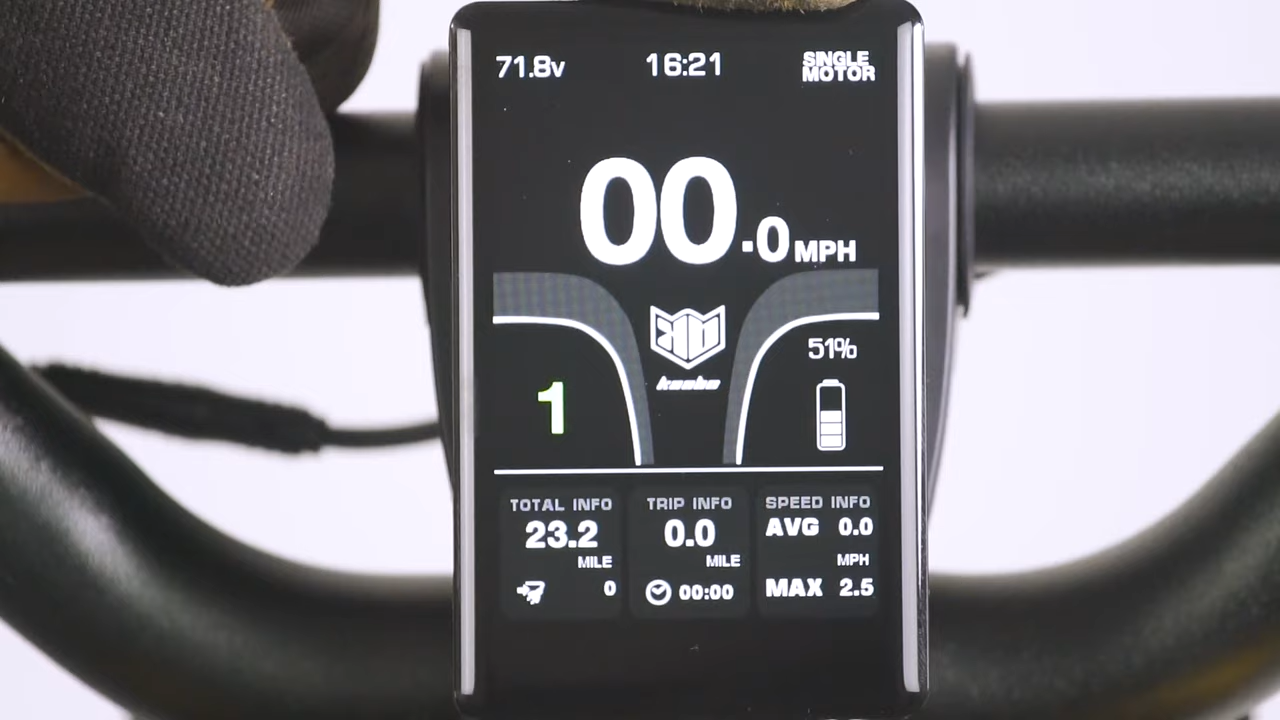 71.8v 16:21 SINGLE
MOTOR
00.0 MPH
51%
1
TOTAL INFO TRIP INFO SPEED INFO
23.2 0.0 AVG 0.0
MILE MILE MPH
0 00:00 MAX 2.5